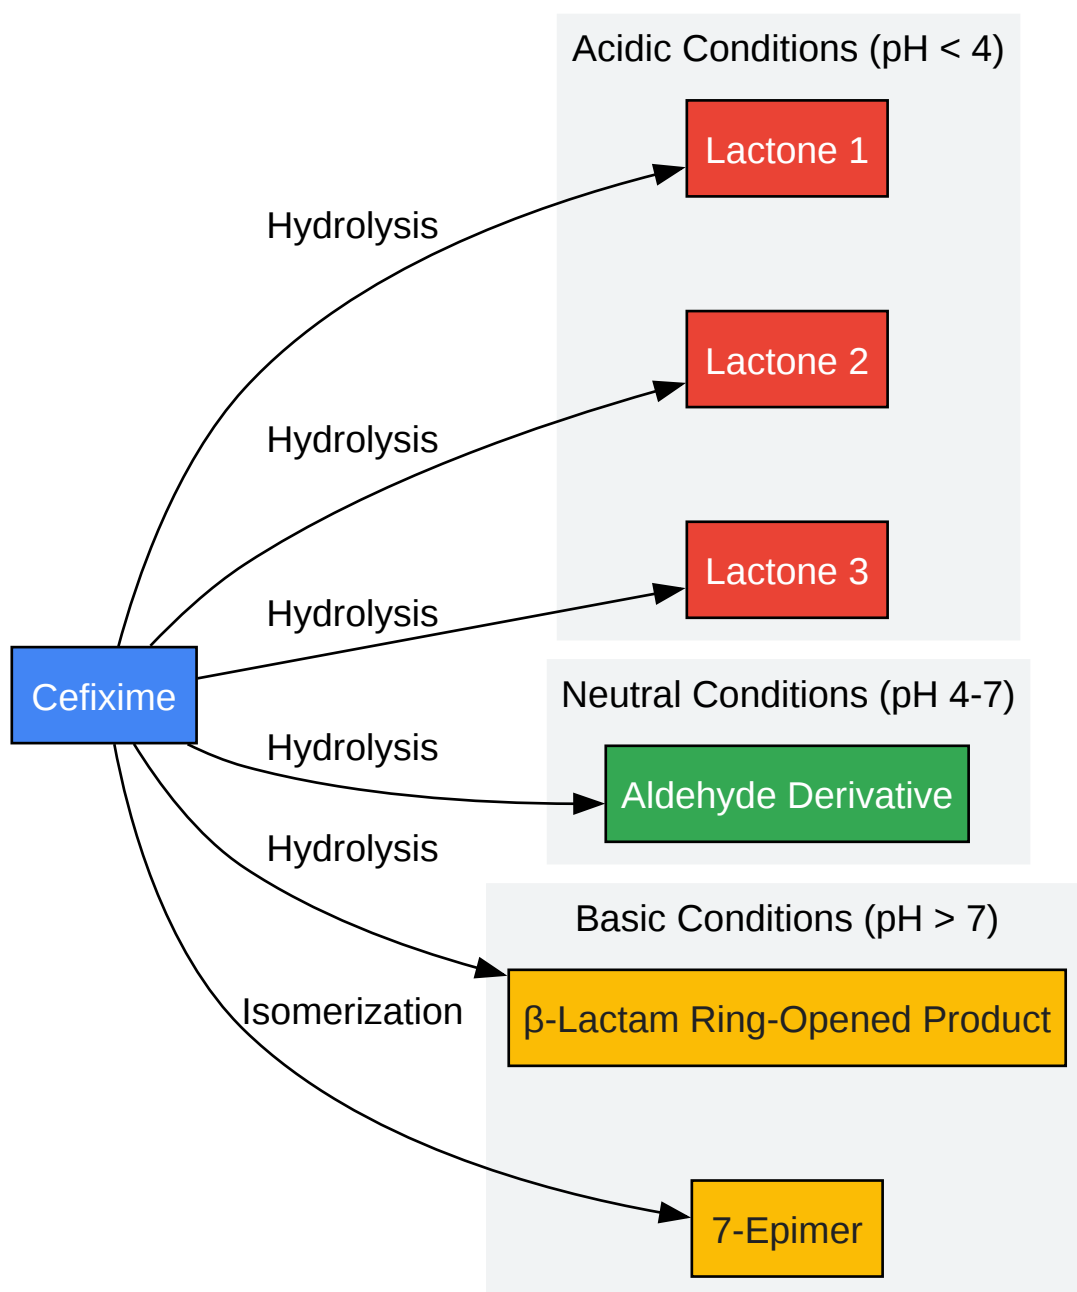 Acidic Conditions (pH < 4)
Lactone 1
Hydrolysis
Lactone 2
Hydrolysis
Lactone 3
Hydrolysis
Cefixime
Neutral Conditions (pH 4-7)
Hydrolysis
Aldehyde Derivative
Hydrolysis
Basic Conditions (pH > 7)
β-Lactam Ring-Opened Product
Isomerization
7-Epimer